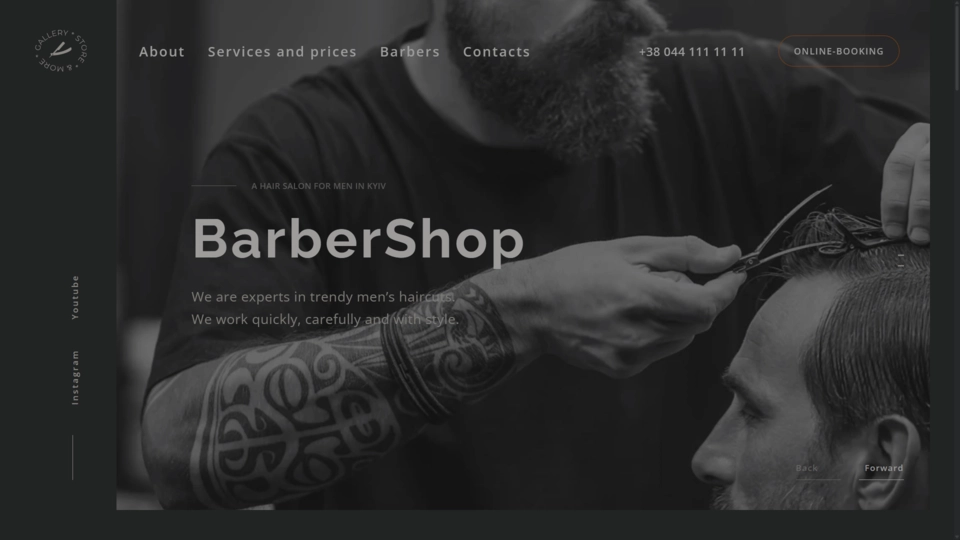 GALLERY * STORE & MORE *
About
Services and prices
Barbers
Contacts
+38 044 111 11 11
ONLINE-BOOKING
A HAIR SALON FOR MEN IN KYIV
BarberShop
We are experts in trendy men's haircuts.
We work quickly, carefully and with style.
Youtube
Instagram
Back
Forward